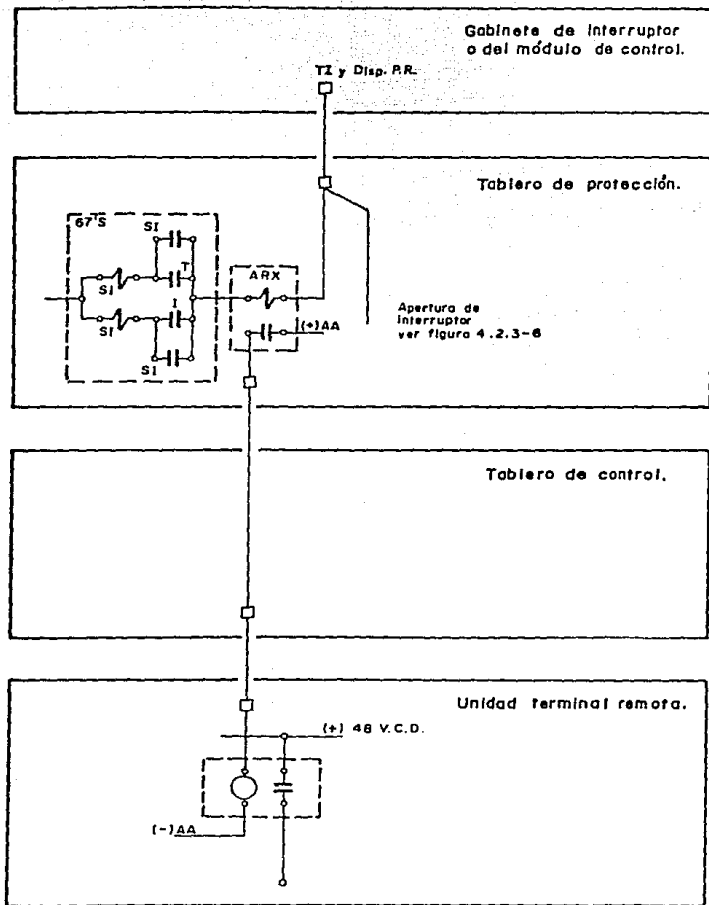 Gabinete de interruptor
o del módulo de control.
TI y Disp. P.R.
Tablero de protección.
67'S
SI
T
SI
I
SI
SI
ARX
(+)AA
Apertura de
interruptor
ver figura 4.2.3-6
Tablero de control.
Unidad terminal remota.
(+) 48 V.C.D.
(-)AA